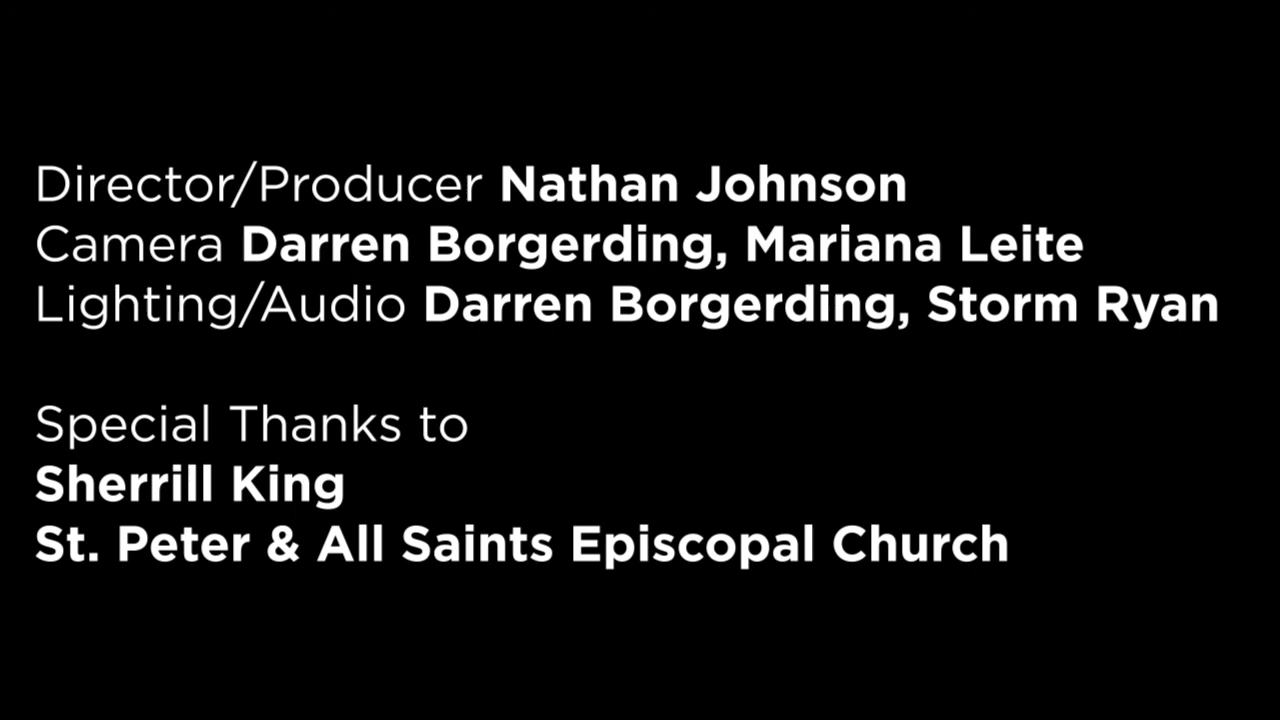 Director/Producer Nathan Johnson
Camera Darren Borgerding, Mariana Leite
Lighting/Audio Darren Borgerding, Storm Ryan
Special Thanks to
Sherrill King
St. Peter & All Saints Episcopal Church